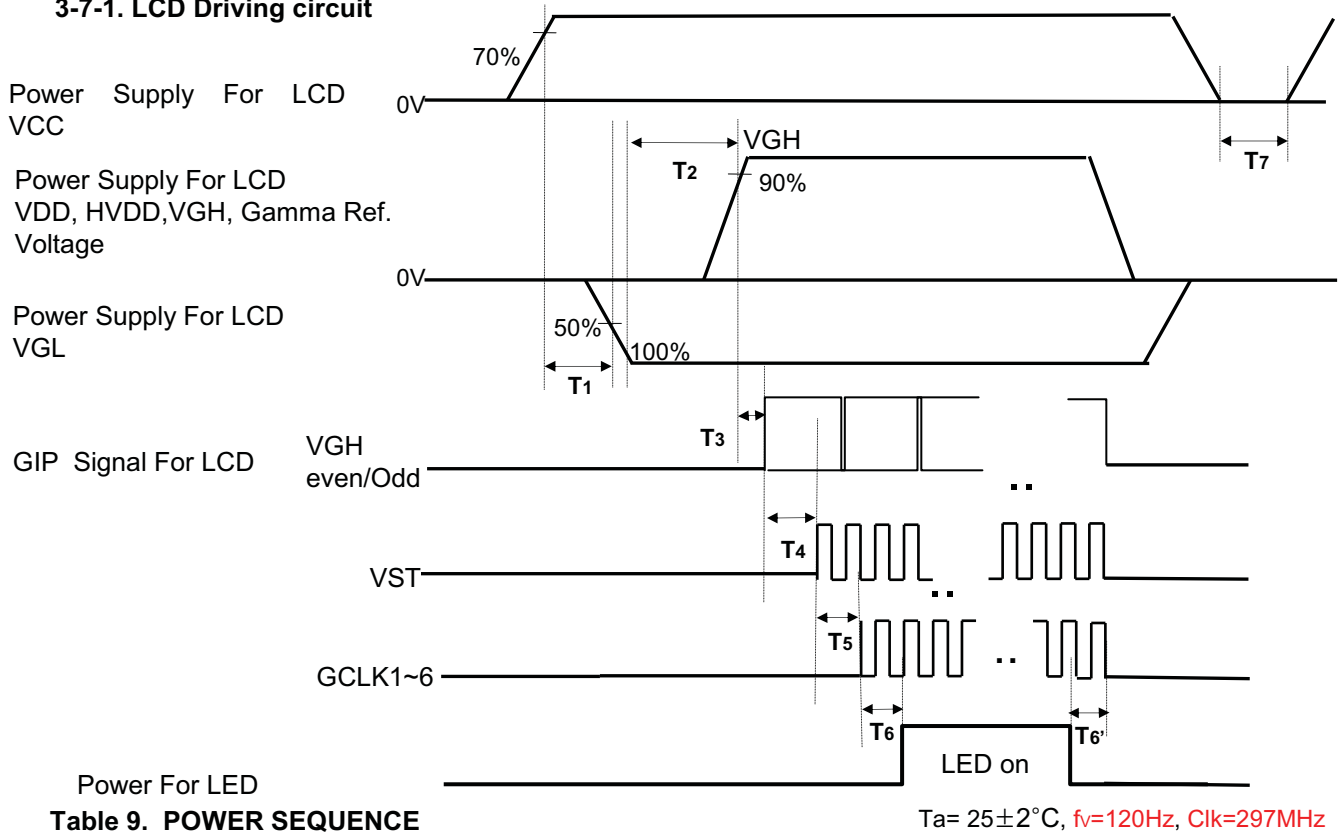 3-7-1. LCD Driving circuit
70%
Power Supply For LCD
VCC
0V
T7
VGH
T2
90%
Power Supply For LCD
VDD, HVDD,VGH, Gamma Ref.
Voltage
0V
Power Supply For LCD
VGL
50%
100%
T1
T3
GIP Signal For LCD
VGH
even/Odd
..
T4
VST
..
T5
..
GCLK1~6
T6
T6’
LED on
Power For LED
Table 9. POWER SEQUENCE
Ta= 25±2°C, fv=120Hz, Clk=297MHz